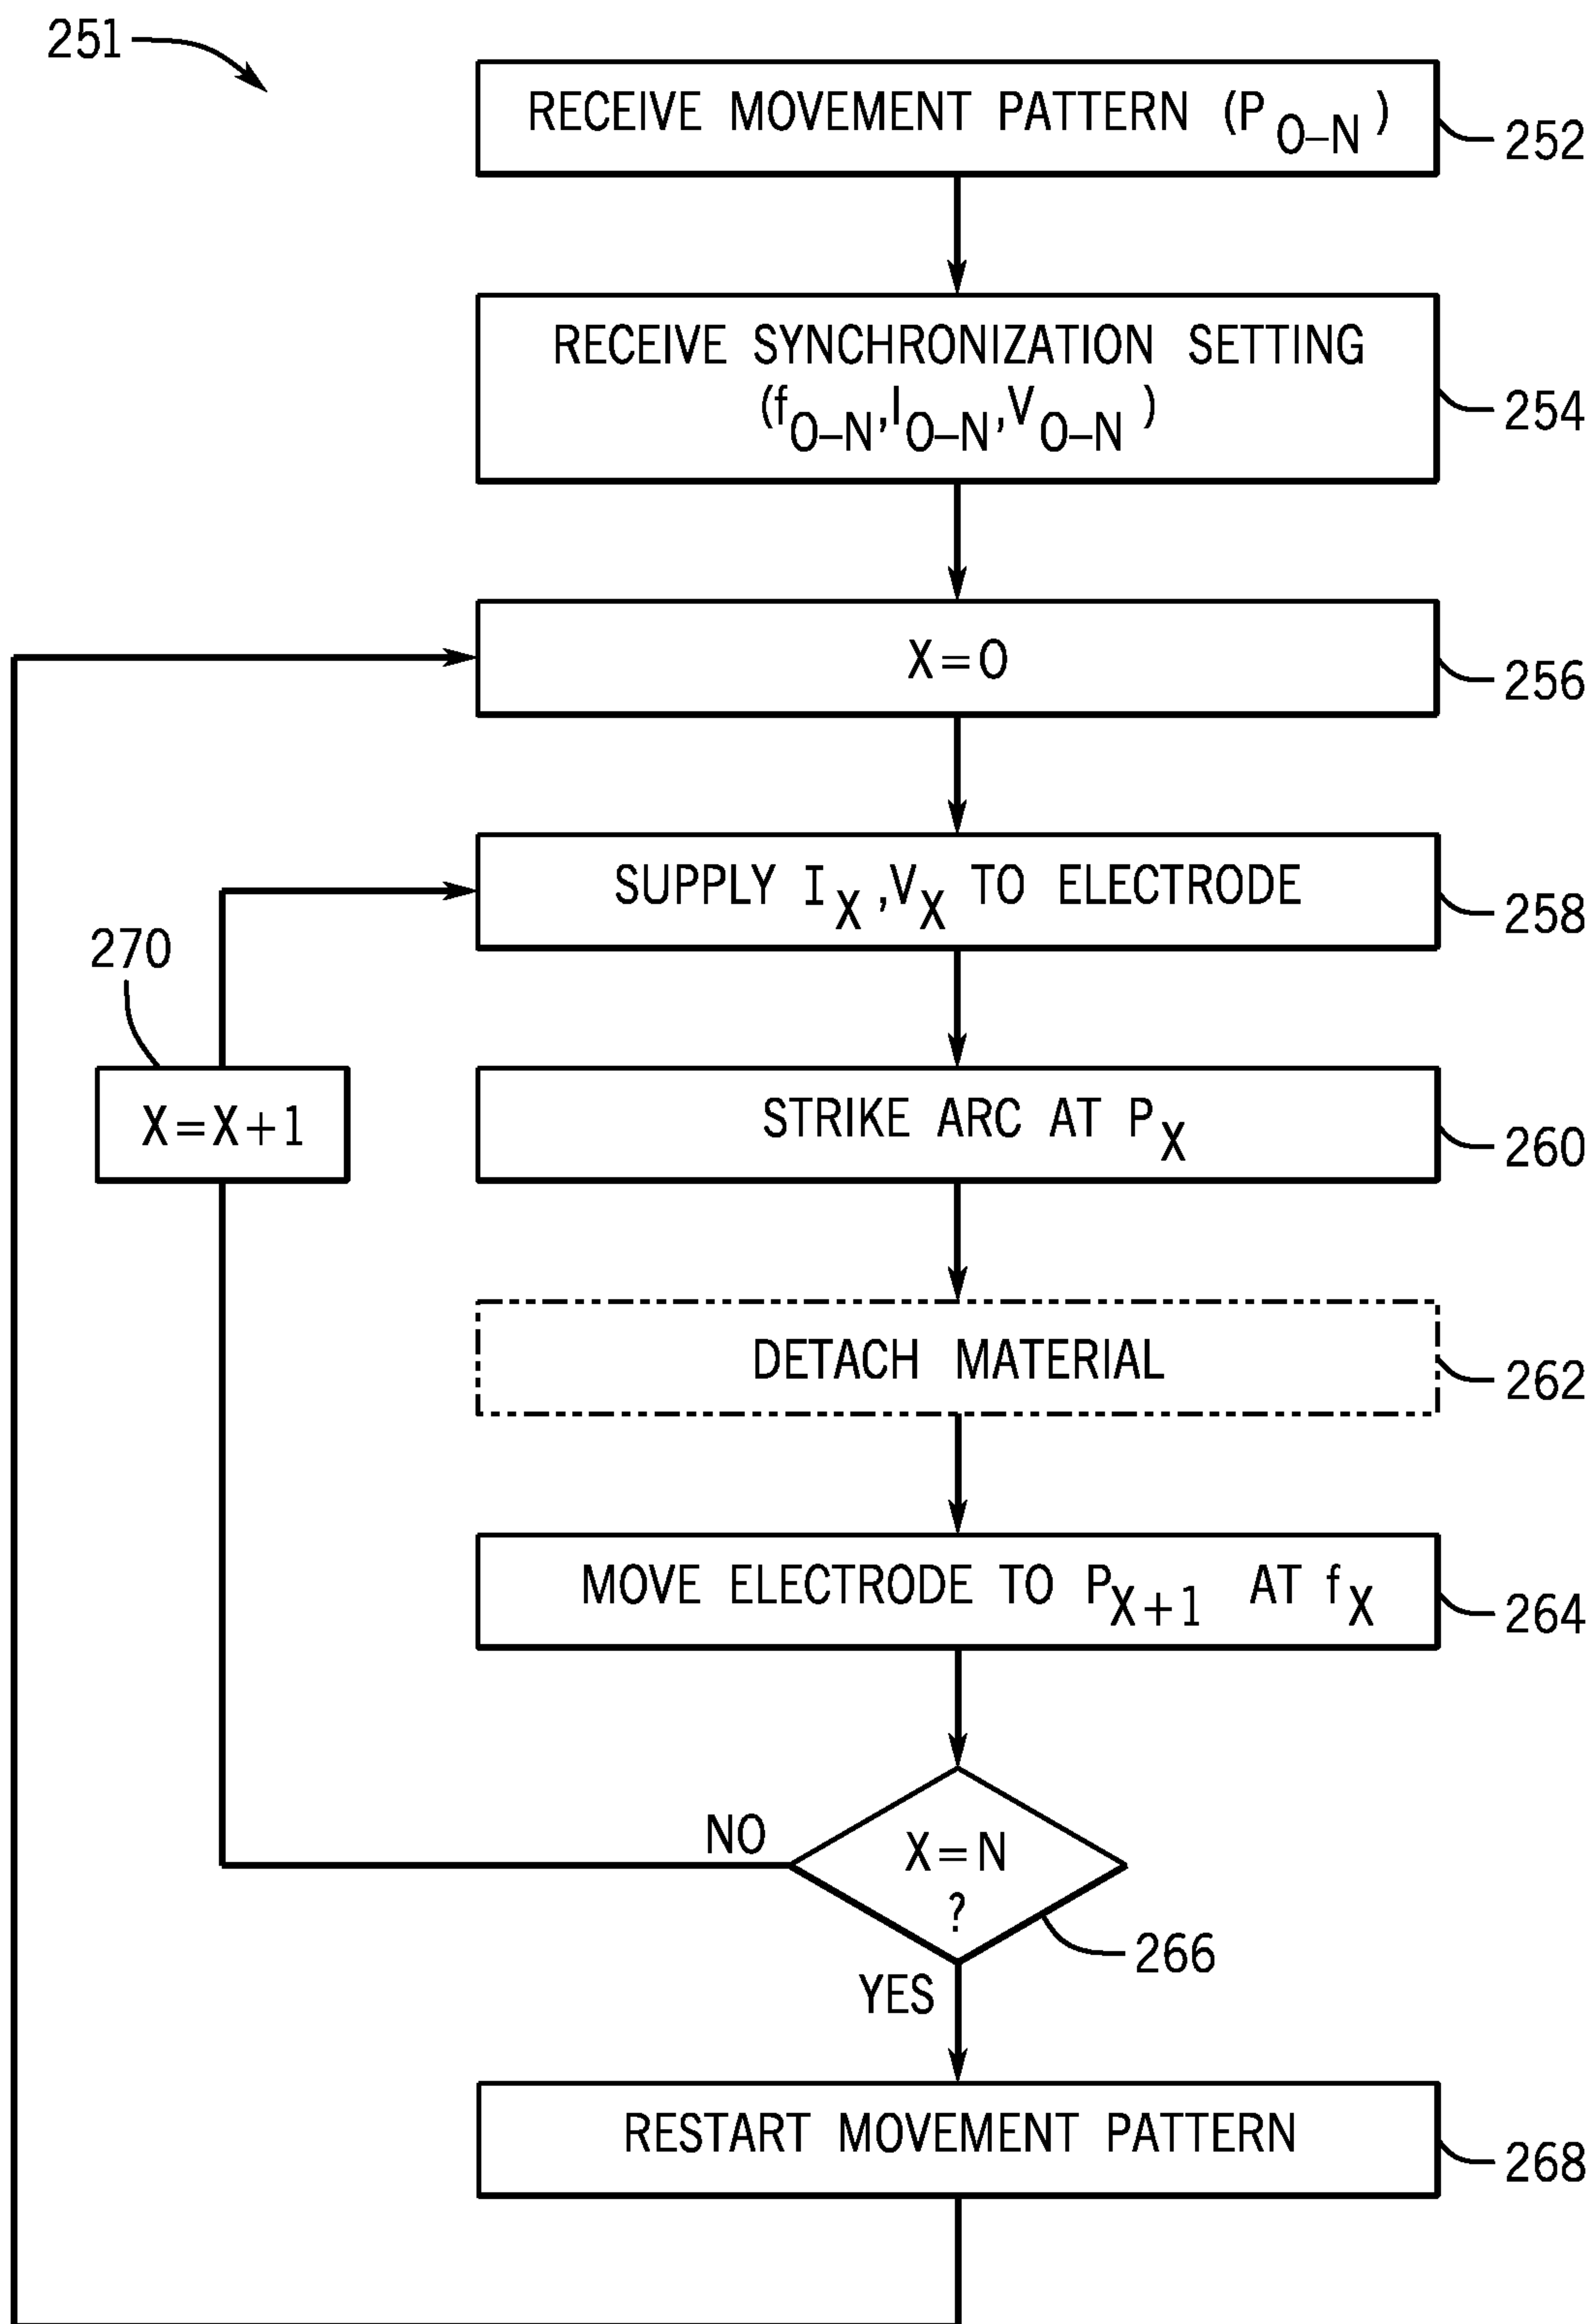 251
RECEIVE MOVEMENT PATTERN (P0–N)
252
RECEIVE SYNCHRONIZATION SETTING
(f0–N,I0–N,V0–N)
254
X=0
256
SUPPLY IX,VX TO ELECTRODE
258
270
X=X+1
STRIKE ARC AT PX
260
DETACH MATERIAL
262
MOVE ELECTRODE TO PX+1 AT fX
264
NO
X=N
?
266
YES
RESTART MOVEMENT PATTERN
268